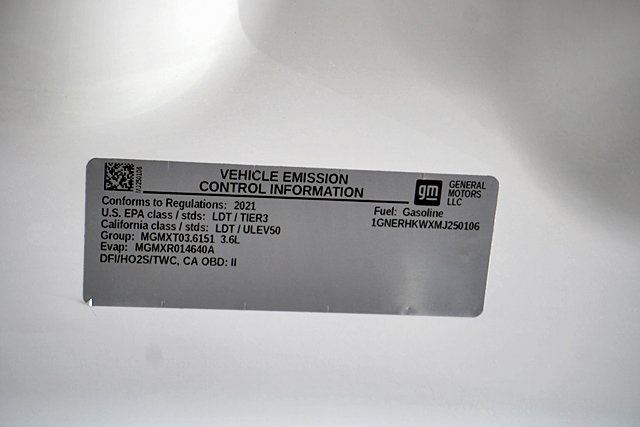 VEHICLE EMISSION
CONTROL INFORMATION
gm GENERAL
MOTORS
LLC
Conforms to Regulations: 2021
U.S. EPA class / stds: LDT / TIER3
California class / stds: LDT / ULEV50
Group: MGMXT03.6151 3.6L
Evap: MGMXR014640A
DFI/HO2S/TWC, CA OBD: II
Fuel: Gasoline
1GNERHKWXMJ250106